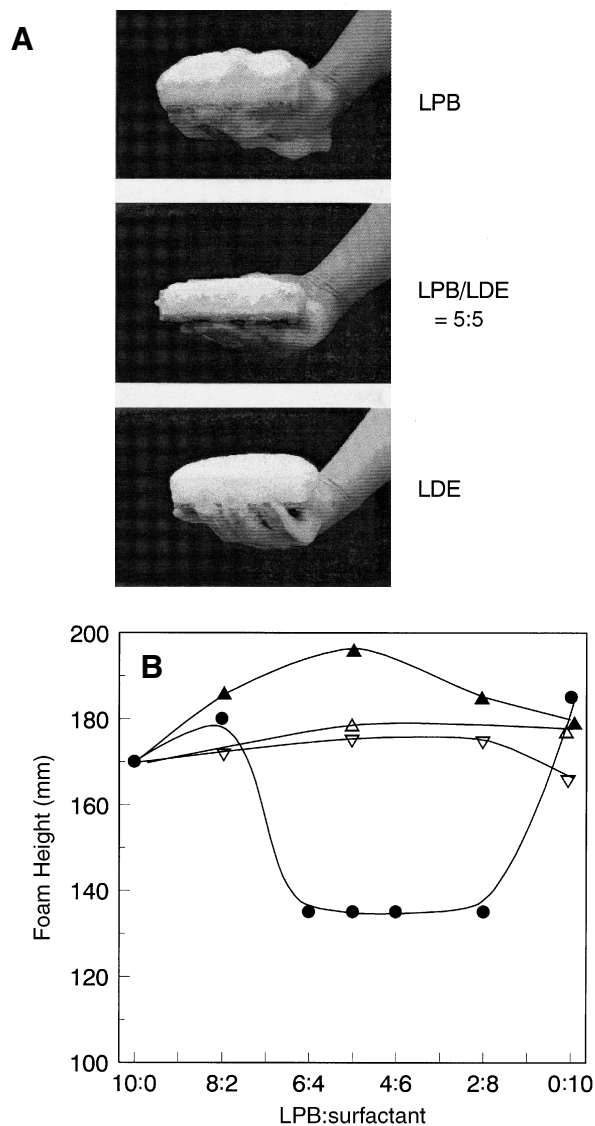 A
LPB
LPB/LDE
= 5:5
LDE
B
200
180
160
140
120
100
Foam Height (mm)
10:0 8:2 6:4 4:6 2:8 0:10
LPB:surfactant